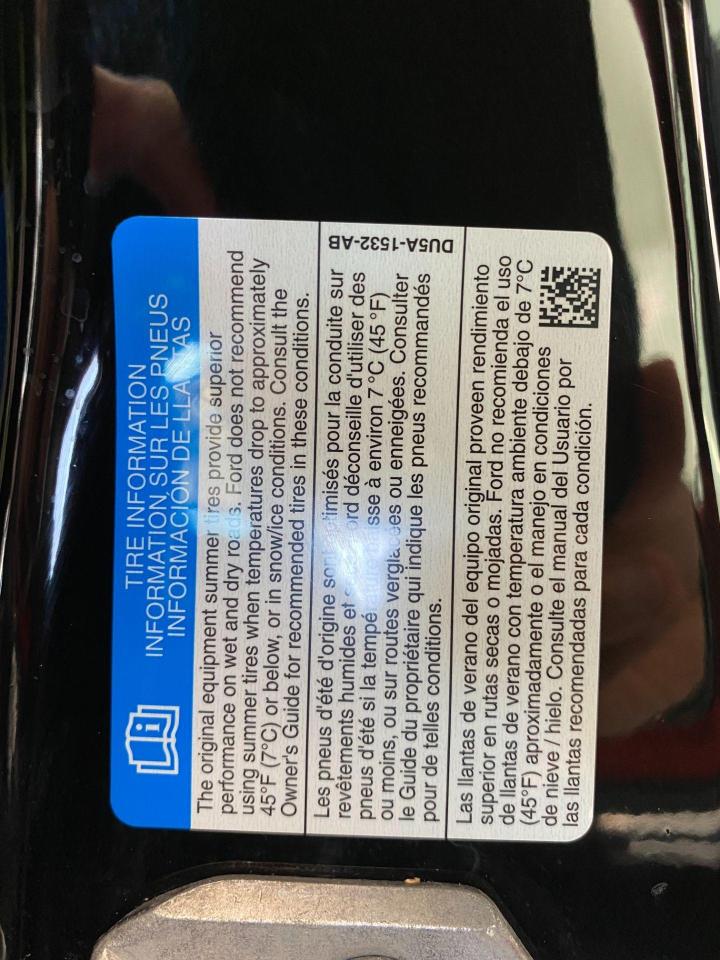 TIRE INFORMATION
INFORMATION SUR LES PNEUS
INFORMACIÓN DE LLANTAS
The original equipment summer tires provide superior
performance on wet and dry roads. Ford does not recommend
using summer tires when temperatures drop to approximately
45°F (7°C) or below, or in snow/ice conditions. Consult the
Owner's Guide for recommended tires in these conditions.
Les pneus d'été d'origine sont optimisés pour la conduite sur
revêtements humides et Ford déconseille d'utiliser des
pneus d'été si la à environ 7 °C (45 °F)
ou moins, ou sur routes verglacées ou enneigées. Consulter
le Guide du propriétaire qui indique les pneus recommandés
pour de telles conditions.
DU5A-1532-AB
Las llantas de verano del equipo original proveen rendimiento
superior en rutas secas o mojadas. Ford no recomienda el uso
de llantas de verano con temperatura ambiente debajo de 7°C
(45°F) aproximadamente o el manejo en condiciones
de nieve / hielo. Consulte el manual del Usuario por
las llantas recomendadas para cada condición.